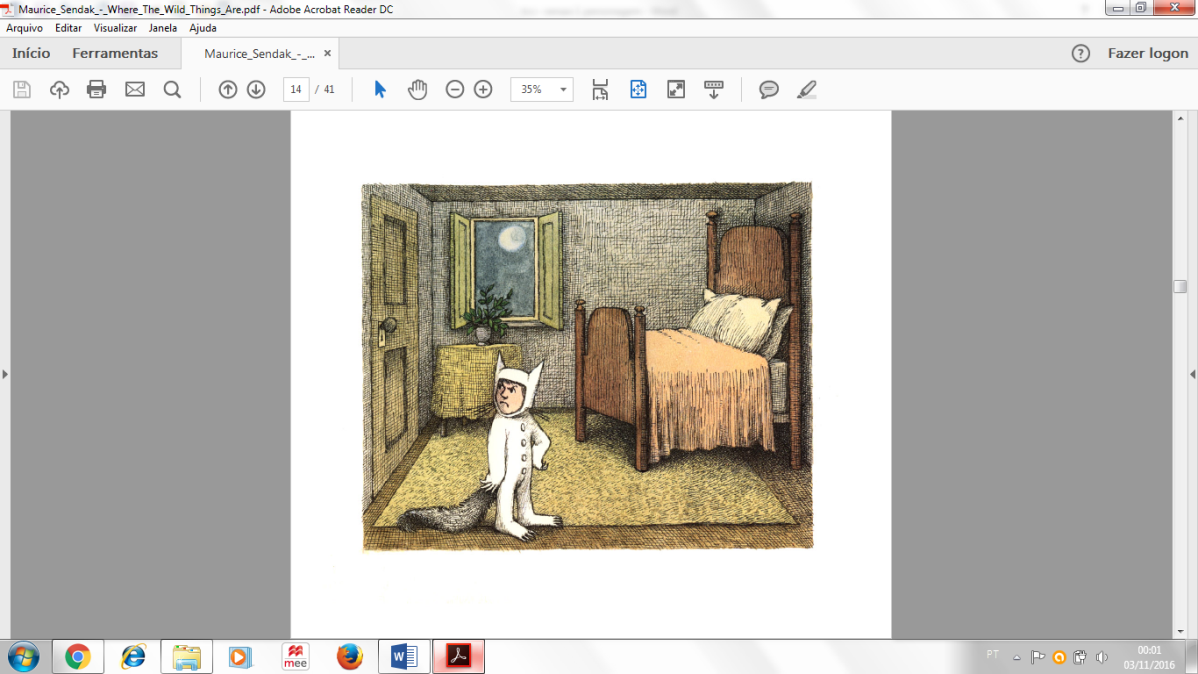 Maurice_Sendak_-_Where_The_Wild_Things_Are.pdf - Adobe Acrobat Reader DC
Arquivo Editar Visualizar Janela Ajuda
Início Ferramentas Maurice_Sendak_-_... × Fazer logon
14 / 41 35%
mee
PT 00:01
03/11/2016